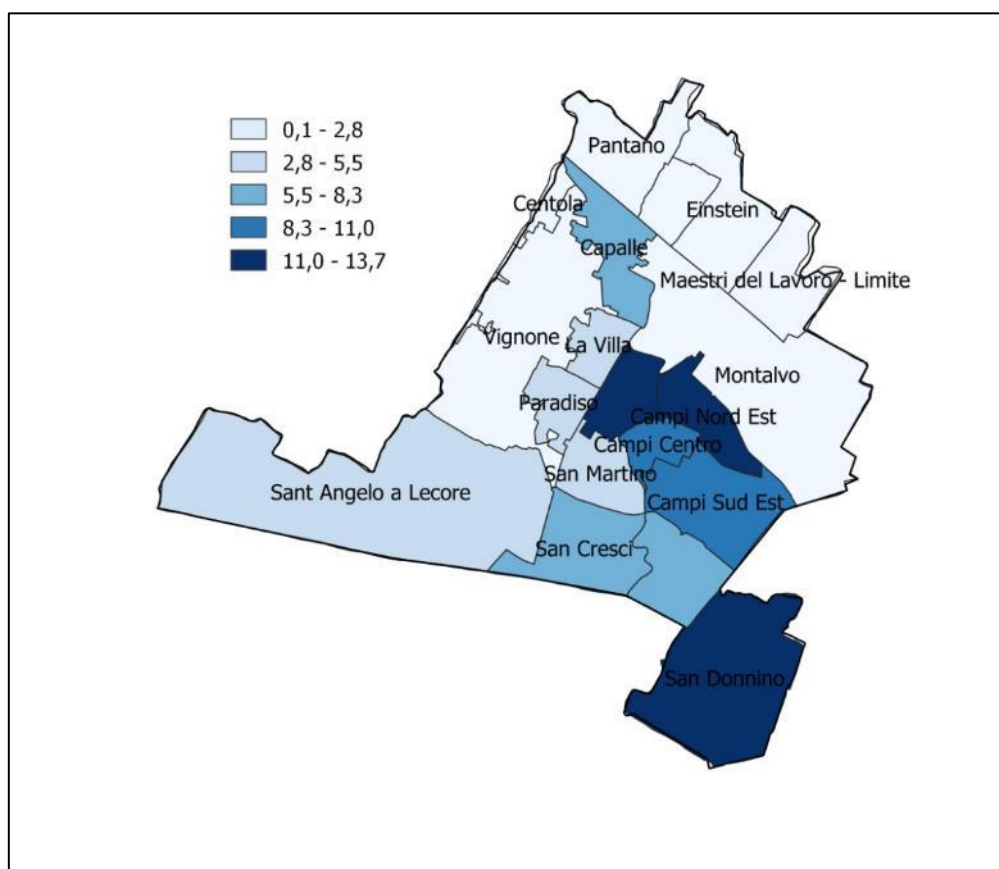 0,1 - 2,8
2,8 - 5,5
5,5 - 8,3
8,3 - 11,0
11,0 - 13,7
Pantano
Centola
Einstein
Capalle
Maestri del Lavoro - Limite
Vignone
La Villa
Montalvo
Paradiso
Campi Nord Est
Campi Centro
San Martino
Sant Angelo a Lecore
Campi Sud Est
San Cresci
San Donnino